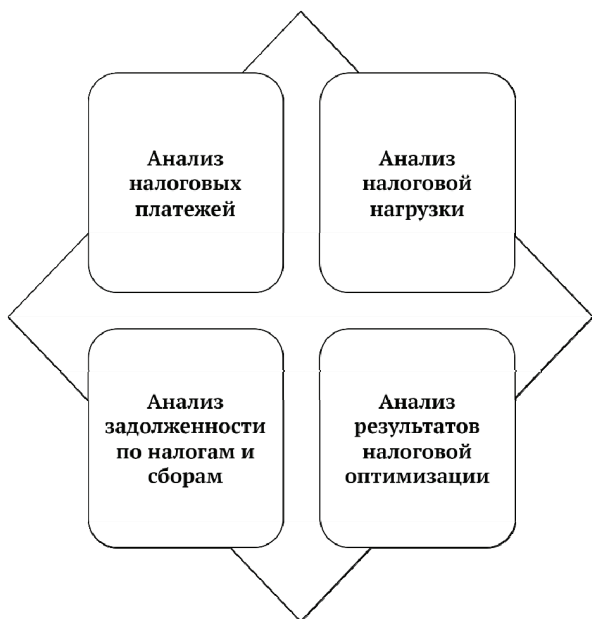 Анализ
налоговых
платежей
Анализ
налоговой
нагрузки
Анализ
задолженности
по налогам и
сборам
Анализ
результатов
налоговой
оптимизации